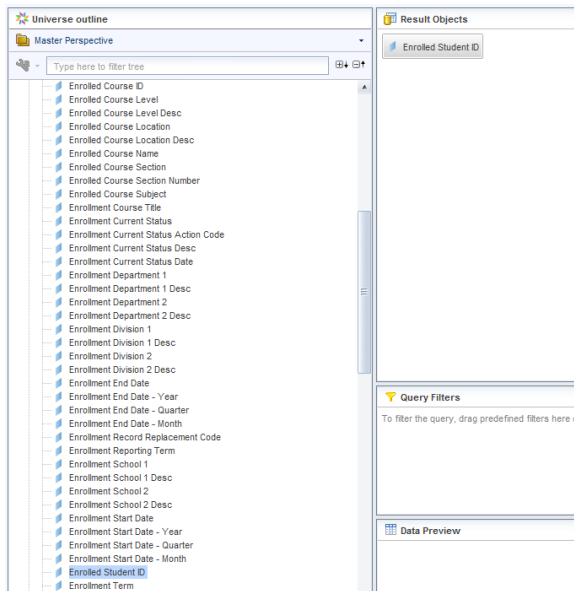 Universe outline
Master Perspective
Type here to filter tree
Enrolled Course ID
Enrolled Course Level
Enrolled Course Level Desc
Enrolled Course Location
Enrolled Course Location Desc
Enrolled Course Name
Enrolled Course Section
Enrolled Course Section Number
Enrolled Course Subject
Enrollment Course Title
Enrollment Current Status
Enrollment Current Status Action Code
Enrollment Current Status Desc
Enrollment Current Status Date
Enrollment Department 1
Enrollment Department 1 Desc
Enrollment Department 2
Enrollment Department 2 Desc
Enrollment Division 1
Enrollment Division 1 Desc
Enrollment Division 2
Enrollment Division 2 Desc
Enrollment End Date
Enrollment End Date - Year
Enrollment End Date - Quarter
Enrollment End Date - Month
Enrollment Record Replacement Code
Enrollment Reporting Term
Enrollment School 1
Enrollment School 1 Desc
Enrollment School 2
Enrollment School 2 Desc
Enrollment Start Date
Enrollment Start Date - Year
Enrollment Start Date - Quarter
Enrollment Start Date - Month
Enrolled Student ID
Enrollment Term
Result Objects
Enrolled Student ID
Query Filters
To filter the query, drag predefined filters here
Data Preview